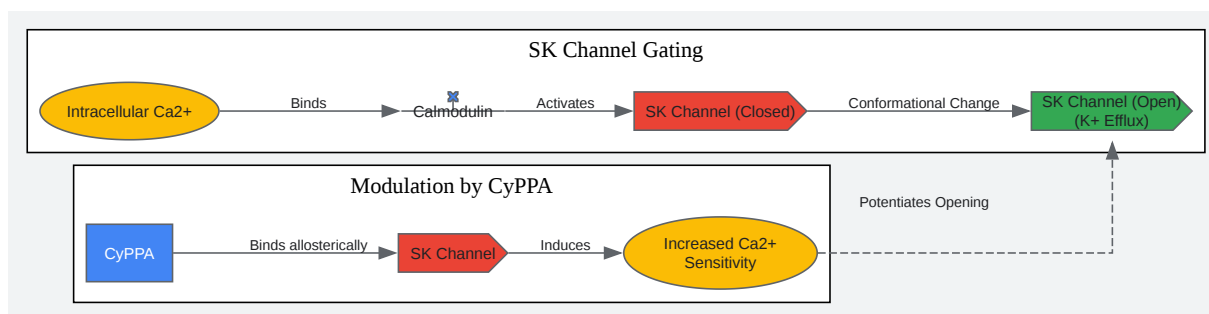 SK Channel Gating
Intracellular Ca2+
Binds
Calmodulin
Activates
SK Channel (Closed)
Conformational Change
SK Channel (Open)
(K+ Efflux)
Modulation by CyPPA
Potentiates Opening
CyPPA
Binds allosterically
SK Channel
Induces
Increased Ca2+
Sensitivity